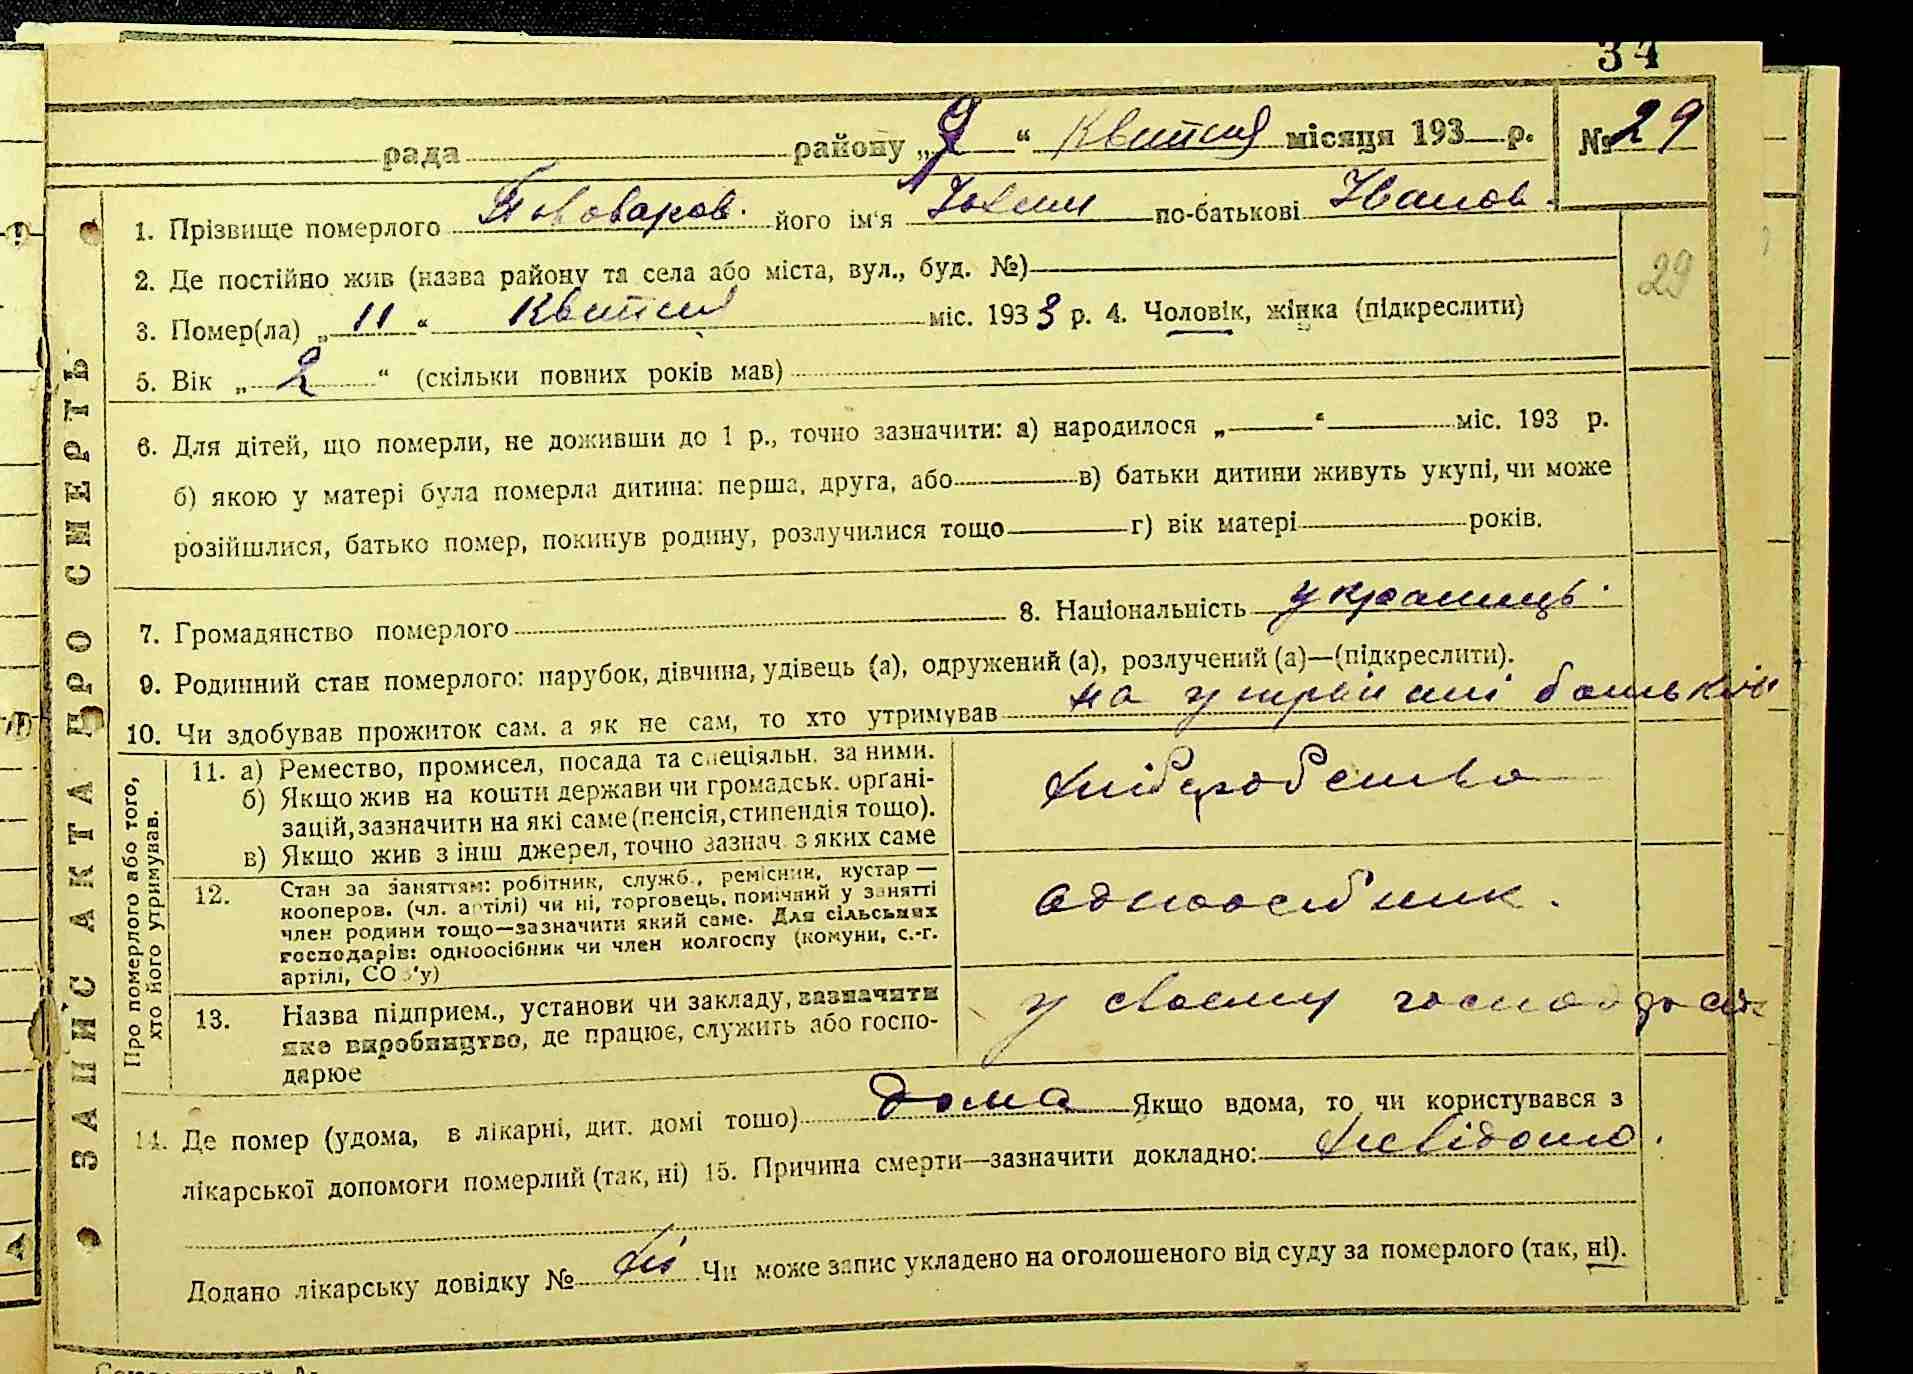 34
рада района „9“ Квітня місяця 193 р. № 29
ЗАПИС АКТА ПРО СМЕРТЬ
1. Прізвище померлого Пивоваров. його ім'я по-батькові Іванов.
2. Де постійно жив (назва району та села або міста, вул., буд. №)
29
3. Помер(ла) „11“ Квітня міс. 1933 р. 4. Чоловік, жінка (підкреслити)
5. Вік „2“ (скільки повних років мав)
6. Для дітей, що померли, не доживши до 1 р., точно зазначити: а) народилося „ “ міс. 193 р.
б) якою у матері була померла дитина: перша, друга, або в) батьки дитини живуть укупі, чи може
розійшлися, батько помер, покинув родину, розлучилися тощо г) вік матері років.
7. Громадянство померлого 8. Національність українець.
9. Родинний стан померлого: парубок, дівчина, удівець (а), одружений (а), розлучений (а)—(підкреслити).
10. Чи здобував прожиток сам. а як не сам, то хто утримував на утрыманні батьків
Про померлого або того,
хто його утримував.
11. а) Ремество, промисел, посада та спеціяльн. за ними.
б) Якщо жив на кошти держави чи громадськ. органі-
зацій, зазначити на які саме (пенсія, стипендія тощо).
в) Якщо жив з інш джерел, точно зазнач. з яких саме
хліборобство
12. Стан за заняттям: робітник, служб., ремісник, кустар —
кооперов. (чл. артілі) чи ні, торговець, помічний у занятті
член родини тощо—зазначити який саме. Для сільських
господарів: одноосібник чи член колгоспу (комуни, с.-г.
артілі, СОЗ'у)
одноосібник.
13. Назва підприєм., установи чи закладу, зазначити
яке виробництво, де працює, служить або госпо-
дарює
у своєму господарст
14. Де помер (удома, в лікарні, дит. домі тощо) дома Якщо вдома, то чи користувався з
лікарської допомоги померлий (так, ні) 15. Причина смерти—зазначити докладно: невідомо.
Додано лікарську довідку № ні Чи може запис укладено на оголошеного від суду за померлого (так, ні).